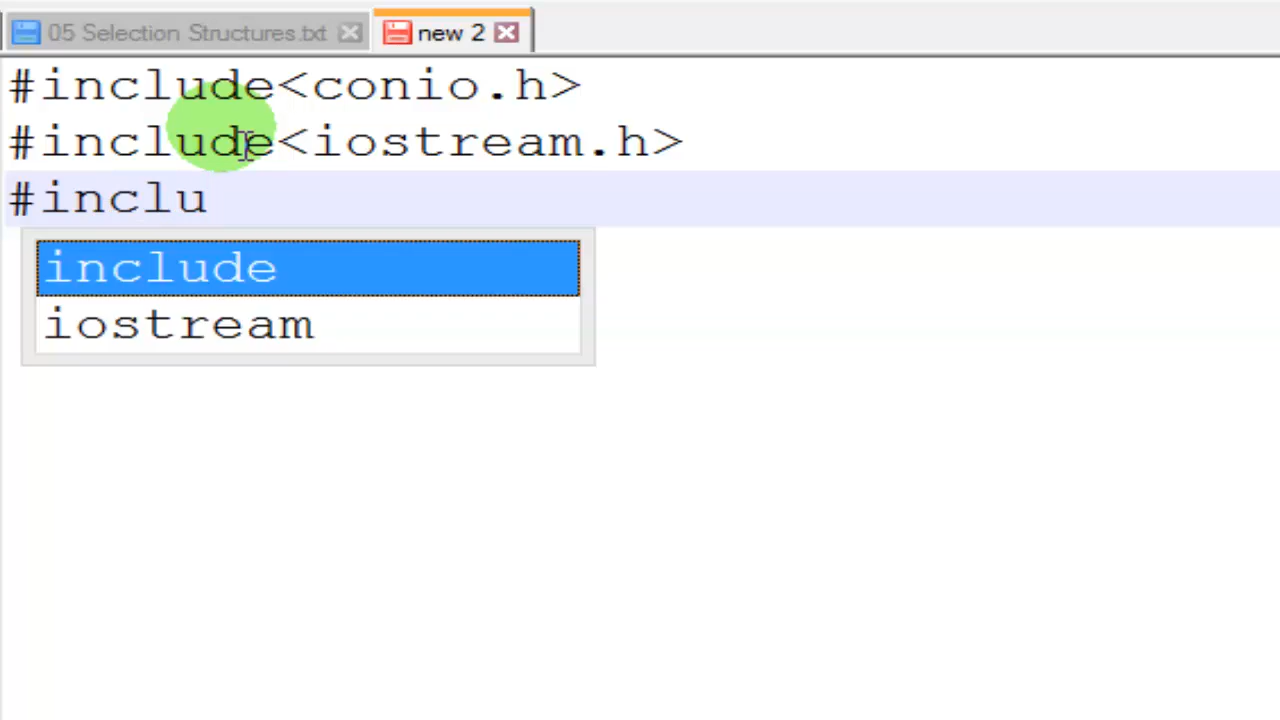 05 Selection Structures.txt
new 2
#include<conio.h>
#include<iostream.h>
#inclu
include
iostream